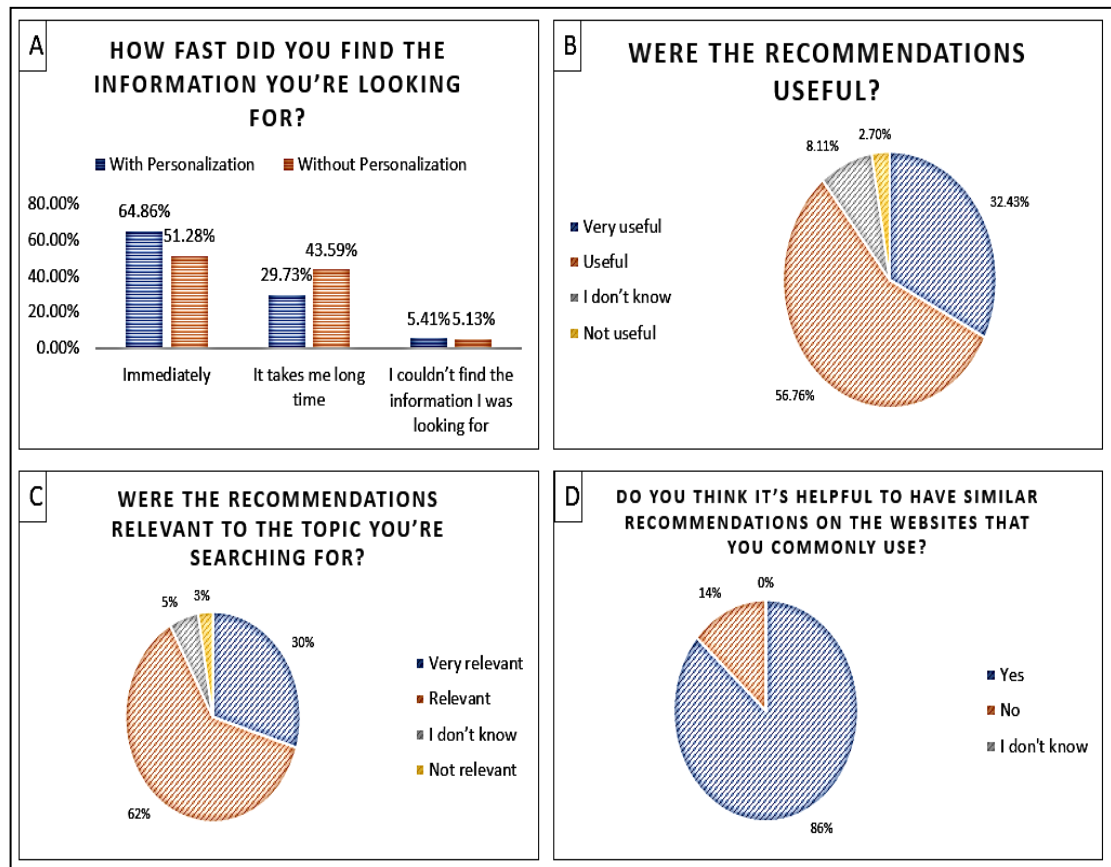 A
HOW FAST DID YOU FIND THE
INFORMATION YOU'RE LOOKING
FOR?
With Personalization
Without Personalization
80.00%
60.00%
40.00%
20.00%
0.00%
64.86%
51.28%
29.73%
43.59%
5.41%
5.13%
Immediately
It takes me long
time
I couldn't find the
information I was
looking for
B
WERE THE RECOMMENDATIONS
USEFUL?
Very useful
Useful
I don't know
Not useful
8.11%
2.70%
32.43%
56.76%
C
WERE THE RECOMMENDATIONS
RELEVANT TO THE TOPIC YOU'RE
SEARCHING FOR?
5%
3%
30%
62%
Very relevant
Relevant
I don't know
Not relevant
D
DO YOU THINK IT'S HELPFUL TO HAVE SIMILAR
RECOMMENDATIONS ON THE WEBSITES THAT
YOU COMMONLY USE?
14%
0%
86%
Yes
No
I don't know